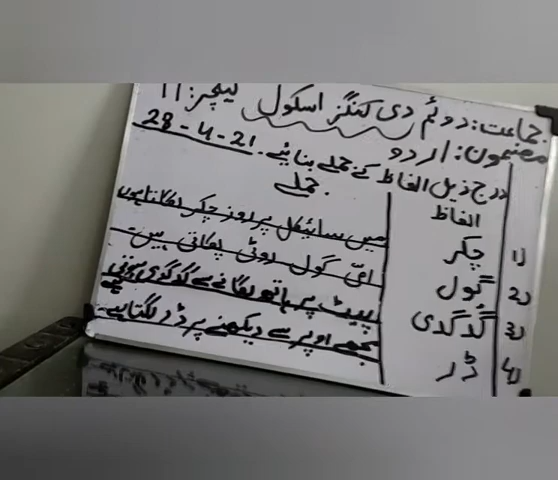 جماعت: دوئم دی کنگز اسکول لیکچر: 11
مضمون: اردو 28-4-21
درج ذیل الفاظ کے جملے بنائیے۔
الفاظ جملے
1) چکر میں سائیکل پر روز چکر لگاتا ہوں
2) گول امی گول روٹی پکاتی ہیں۔
3) گدگدی پیٹ پر ہاتھ لگانے سے گدگدی ہوتی ہے
4) ڈر مجھے اوپر سے دیکھنے پر ڈر لگتا ہے۔